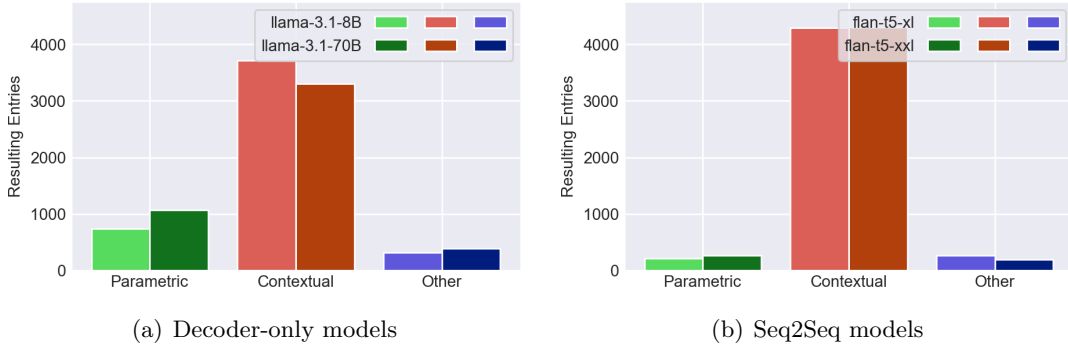 llama-3.1-8B
llama-3.1-70B
Resulting Entries
4000
3000
2000
1000
0
Parametric
Contextual
Other
(a) Decoder-only models
flan-t5-xl
flan-t5-xxl
Resulting Entries
4000
3000
2000
1000
0
Parametric
Contextual
Other
(b) Seq2Seq models